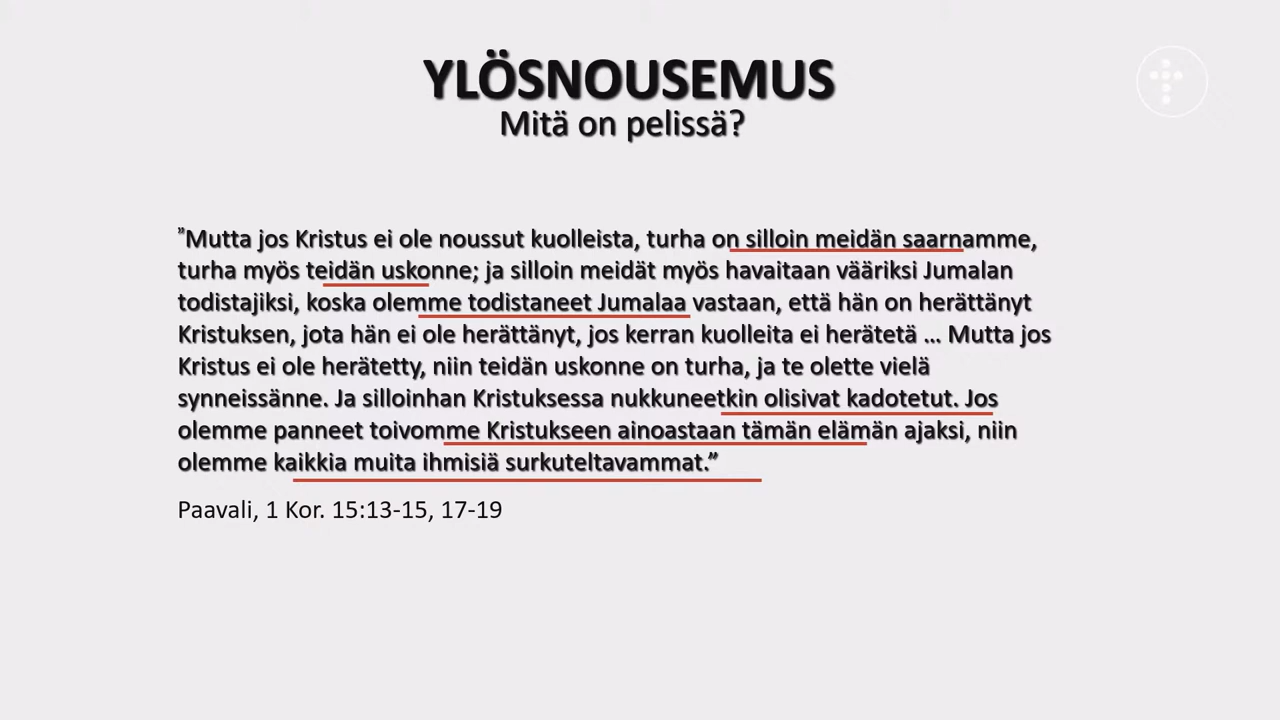 YLÖSNOUSEMUS
Mitä on pelissä?
”Mutta jos Kristus ei ole noussut kuolleista, turha on silloin meidän saarnamme,
turha myös teidän uskonne; ja silloin meidät myös havaitaan vääriksi Jumalan
todistajiksi, koska olemme todistaneet Jumalaa vastaan, että hän on herättänyt
Kristuksen, jota hän ei ole herättänyt, jos kerran kuolleita ei herätetä … Mutta jos
Kristus ei ole herätetty, niin teidän uskonne on turha, ja te olette vielä
synneissänne. Ja silloinhan Kristuksessa nukkuneetkin olisivat kadotetut. Jos
olemme panneet toivomme Kristukseen ainoastaan tämän elämän ajaksi, niin
olemme kaikkia muita ihmisiä surkuteltavammat.”
Paavali, 1 Kor. 15:13-15, 17-19